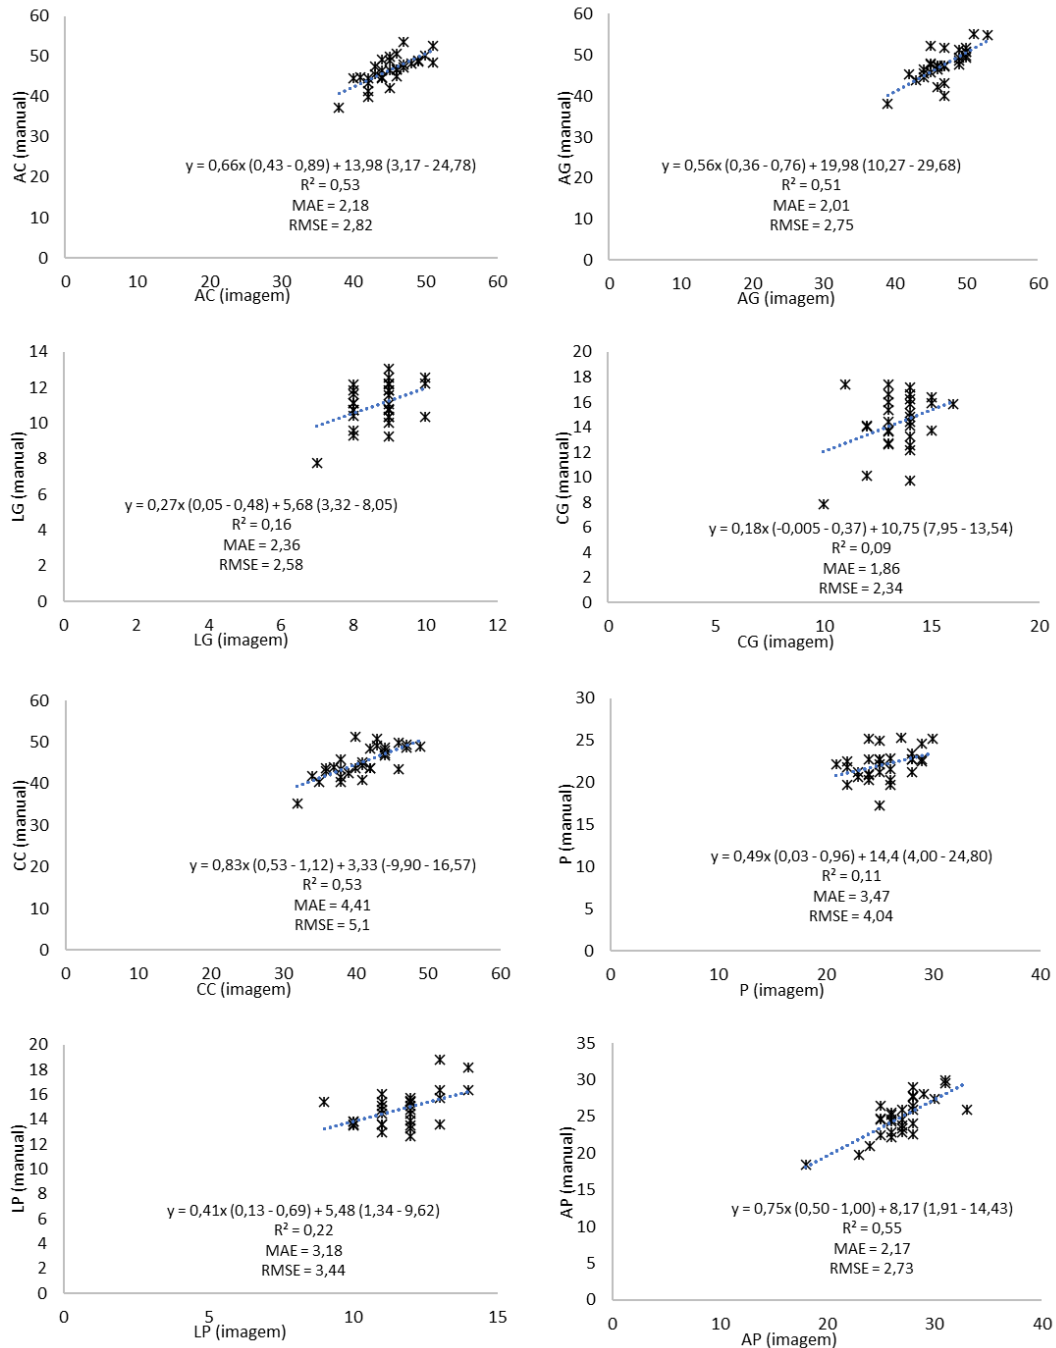 60
50
40
30
20
10
0
AC (manual)
y = 0,66x (0,43 - 0,89) + 13,98 (3,17 - 24,78)
R² = 0,53
MAE = 2,18
RMSE = 2,82
0 10 20 30 40 50 60
AC (imagem)
60
50
40
30
20
10
0
AG (manual)
y = 0,56x (0,36 - 0,76) + 19,98 (10,27 - 29,68)
R² = 0,51
MAE = 2,01
RMSE = 2,75
0 10 20 30 40 50 60
AG (imagem)
14
12
10
8
6
4
2
0
LG (manual)
y = 0,27x (0,05 - 0,48) + 5,68 (3,32 - 8,05)
R² = 0,16
MAE = 2,36
RMSE = 2,58
0 2 4 6 8 10 12
LG (imagem)
20
18
16
14
12
10
8
6
4
2
0
CG (manual)
y = 0,18x (-0,005 - 0,37) + 10,75 (7,95 - 13,54)
R² = 0,09
MAE = 1,86
RMSE = 2,34
0 5 10 15 20
CG (imagem)
60
50
40
30
20
10
0
CC (manual)
y = 0,83x (0,53 - 1,12) + 3,33 (-9,90 - 16,57)
R² = 0,53
MAE = 4,41
RMSE = 5,1
0 10 20 30 40 50 60
CC (imagem)
30
25
20
15
10
5
0
P (manual)
y = 0,49x (0,03 - 0,96) + 14,4 (4,00 - 24,80)
R² = 0,11
MAE = 3,47
RMSE = 4,04
0 10 20 30 40
P (imagem)
20
18
16
14
12
10
8
6
4
2
0
LP (manual)
y = 0,41x (0,13 - 0,69) + 5,48 (1,34 - 9,62)
R² = 0,22
MAE = 3,18
RMSE = 3,44
0 5 10 15
LP (imagem)
35
30
25
20
15
10
5
0
AP (manual)
y = 0,75x (0,50 - 1,00) + 8,17 (1,91 - 14,43)
R² = 0,55
MAE = 2,17
RMSE = 2,73
0 10 20 30 40
AP (imagem)